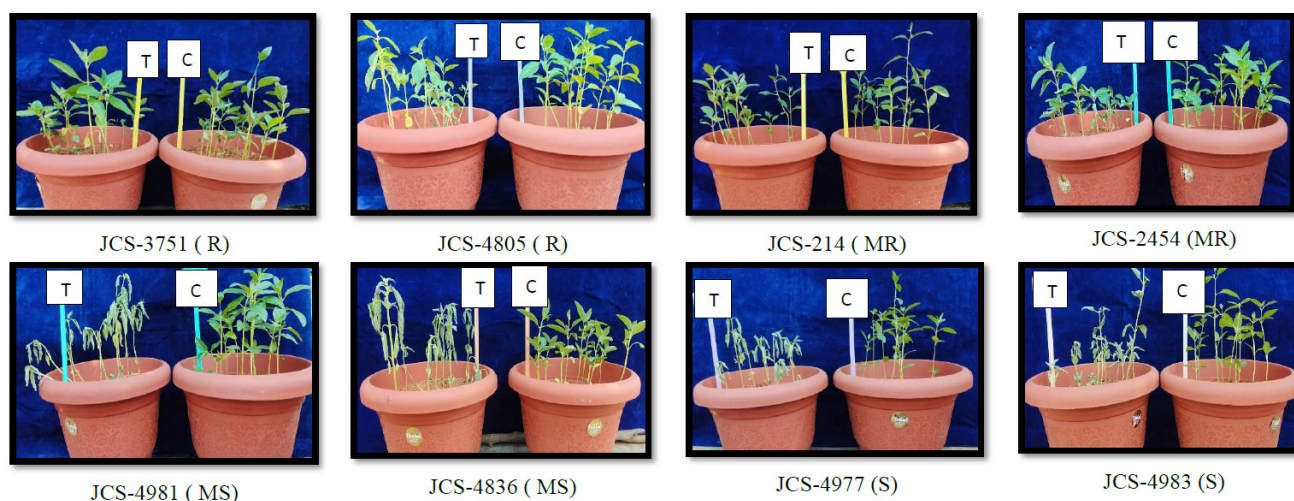 T C
T C
T C
T C
JCS-3751 ( R)
JCS-4805 ( R)
JCS-214 ( MR)
JCS-2454 (MR)
T C
T C
T C
T C
JCS-4981 ( MS)
JCS-4836 ( MS)
JCS-4977 (S)
JCS-4983 (S)